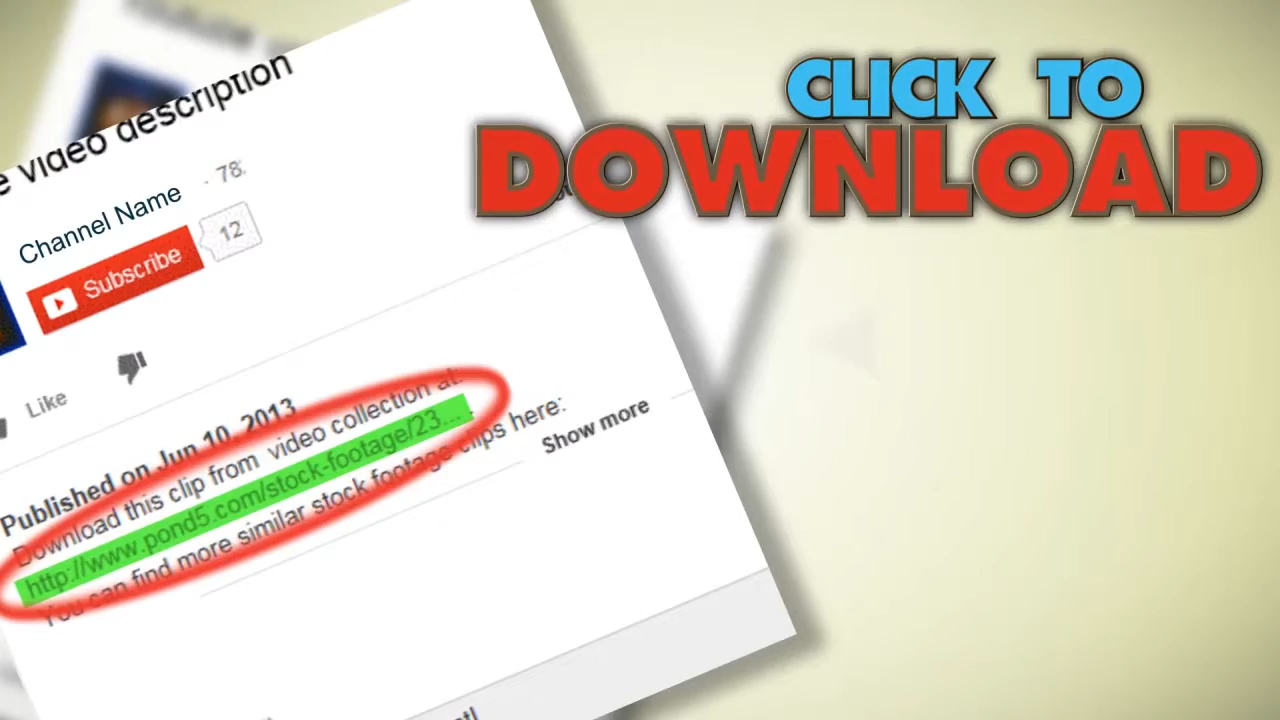 CLICK TO
DOWNLOAD
video description
Channel Name
78
Subscribe
12
Like
Published on Jun 10, 2013
Download this clip from video collection at:
http://www.pond5.com/stock-footage/23...
You can find more similar stock footage clips here:
Show more